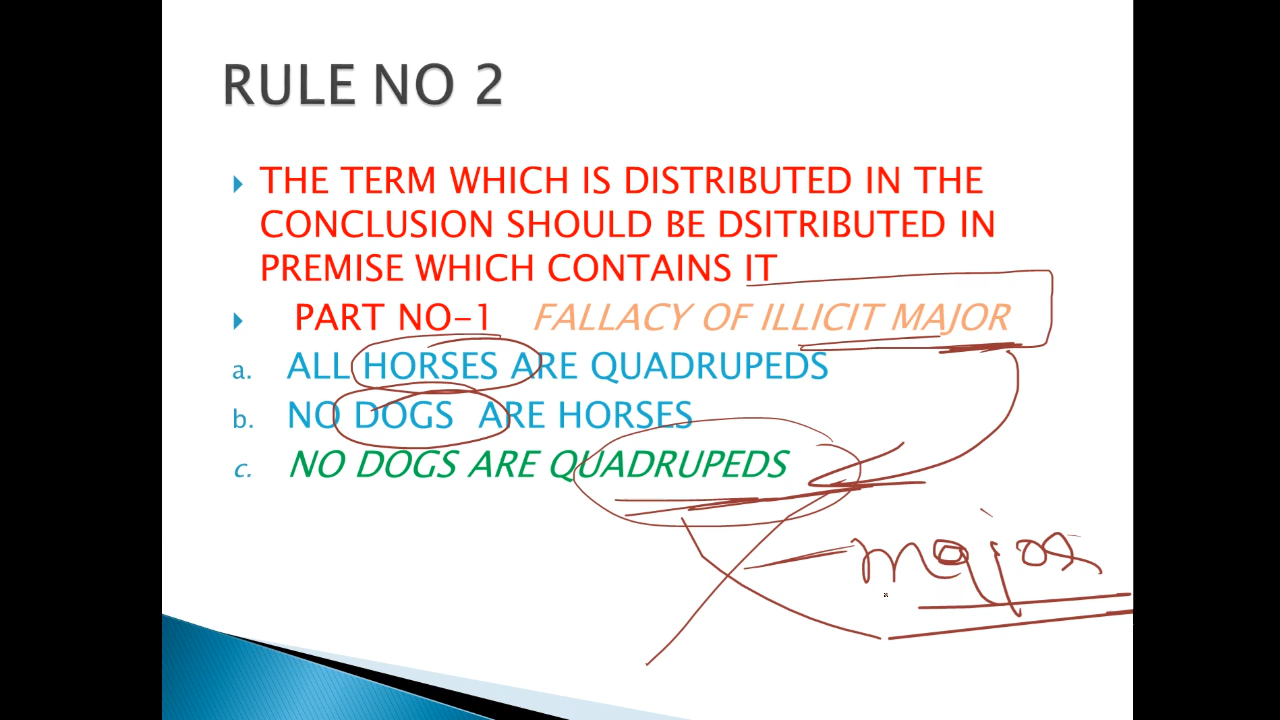 RULE NO 2
THE TERM WHICH IS DISTRIBUTED IN THE
CONCLUSION SHOULD BE DSITRIBUTED IN
PREMISE WHICH CONTAINS IT
PART NO-1 FALLACY OF ILLICIT MAJOR
a. ALL HORSES ARE QUADRUPEDS
b. NO DOGS ARE HORSES
c. NO DOGS ARE QUADRUPEDS
major